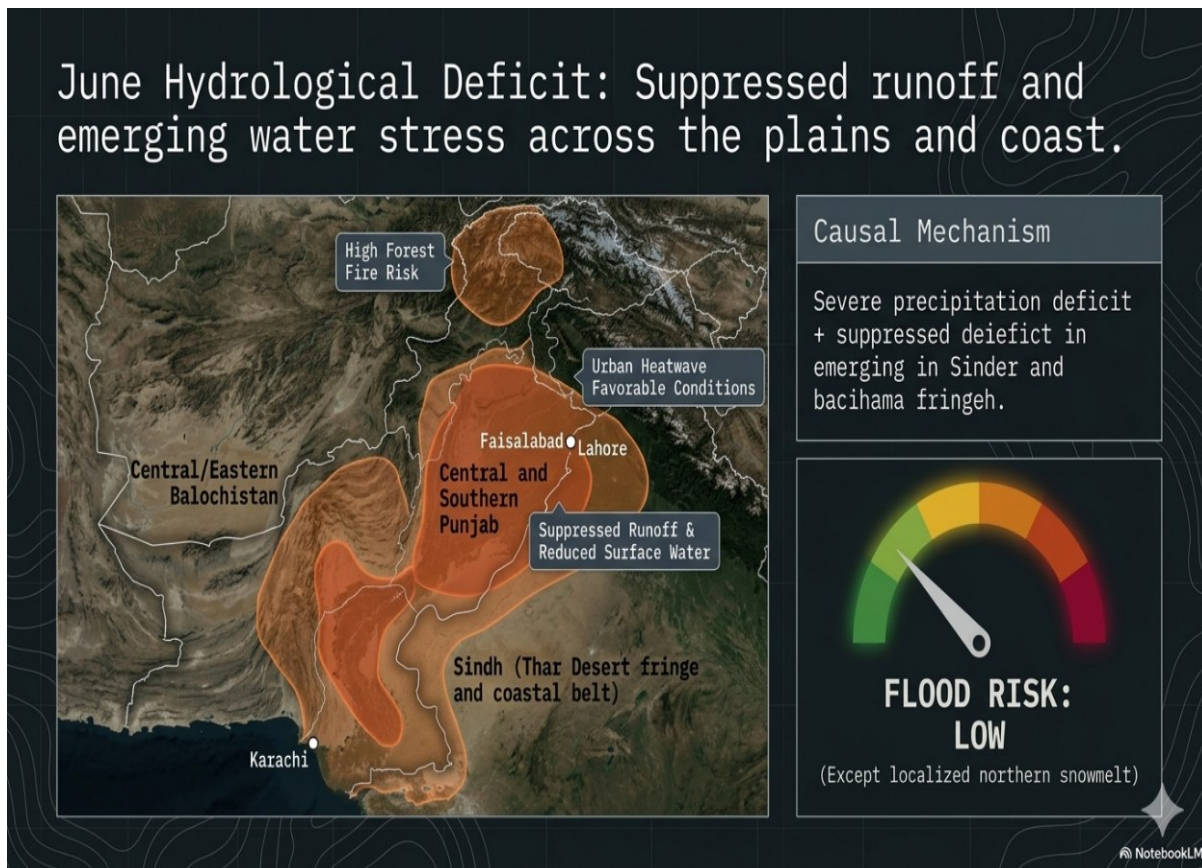 June Hydrological Deficit: Suppressed runoff and
emerging water stress across the plains and coast.
High Forest
Fire Risk
Urban Heatwave
Favorable Conditions
Faisalabad
Lahore
Central/Eastern
Balochistan
Central and
Southern
Punjab
Suppressed Runoff &
Reduced Surface Water
Sindh (Thar Desert fringe
and coastal belt)
Karachi
Causal Mechanism
Severe precipitation deficit
+ suppressed deiefict in
emerging in Sinder and
bacihama fringeh.
FLOOD RISK:
LOW
(Except localized northern snowmelt)
NotebookLM